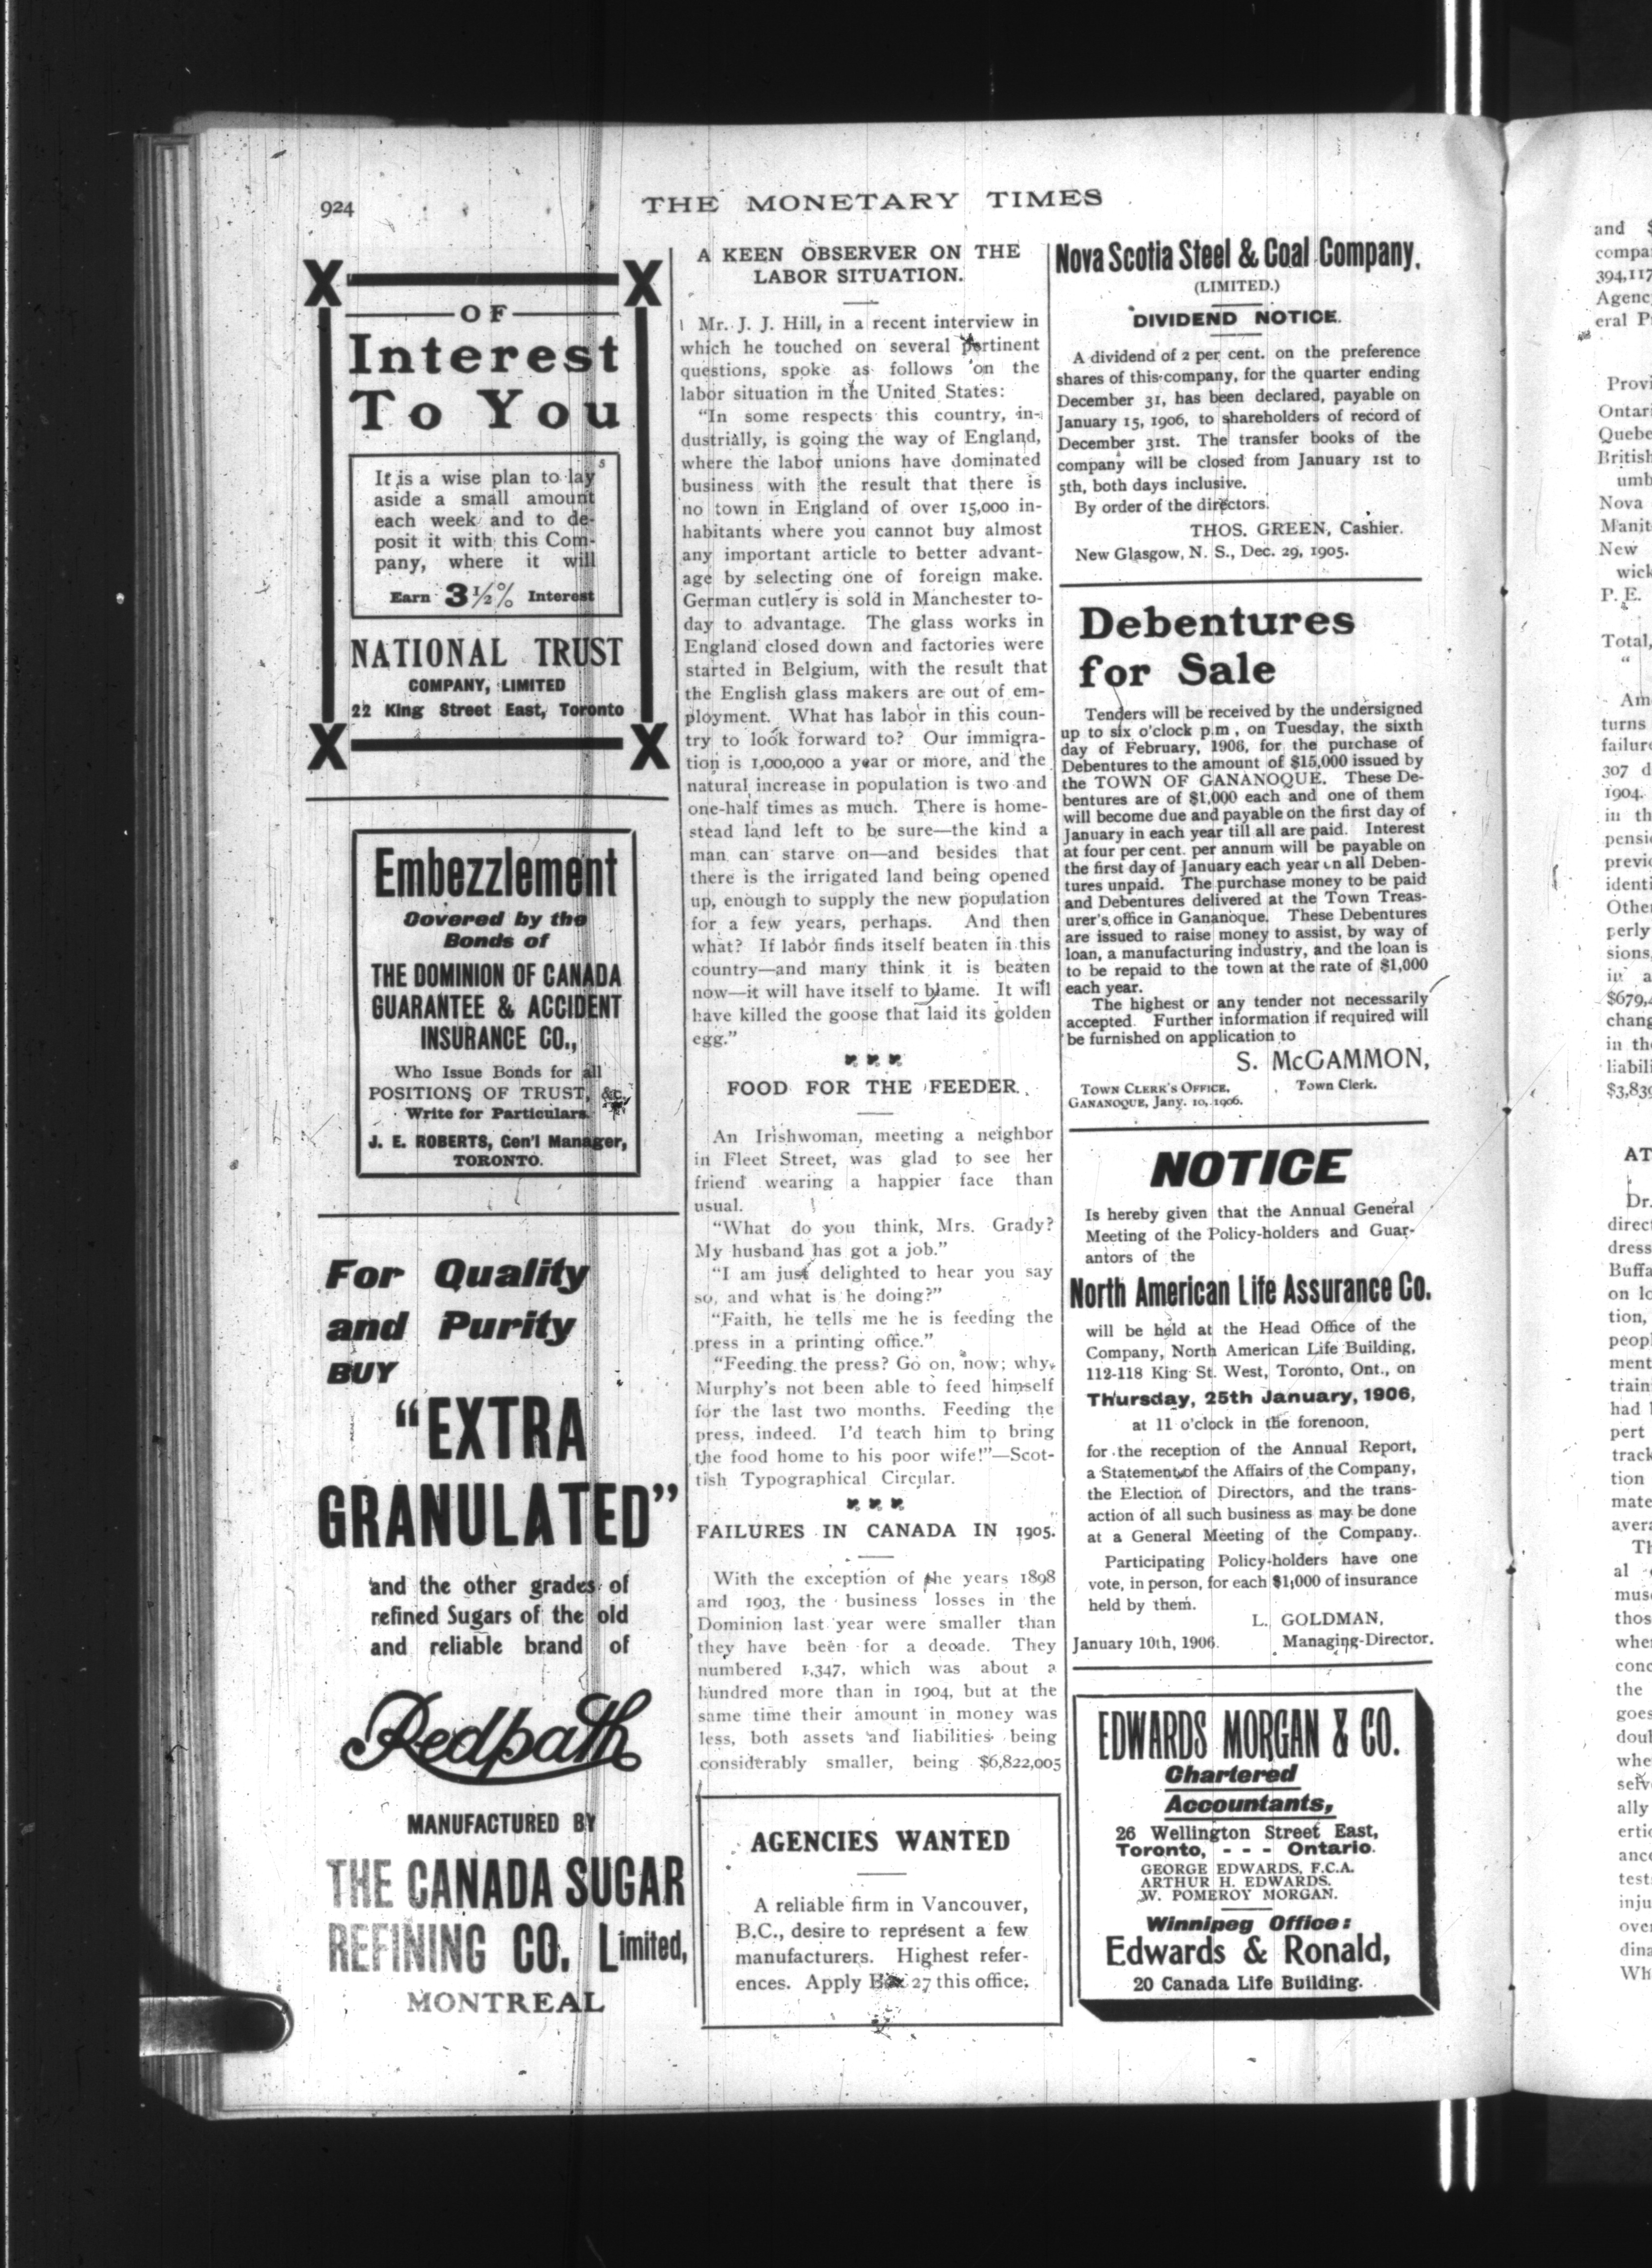 924
THE MONETARY TIMES
X X
OF
Interest
To You
It is a wise plan to lay
aside a small amount
each week and to de-
posit it with this Com-
pany, where it will
Earn 3½% Interest
NATIONAL TRUST
COMPANY, LIMITED
22 King Street East, Toronto
X X
Embezzlement
Covered by the
Bonds of
THE DOMINION OF CANADA
GUARANTEE & ACCIDENT
INSURANCE CO.,
Who Issue Bonds for all
POSITIONS OF TRUST, &c.
Write for Particulars.
J. E. ROBERTS, Gen'l Manager,
TORONTO.
For Quality
and Purity
BUY
"EXTRA
GRANULATED"
and the other grades of
refined Sugars of the old
and reliable brand of
Redpath
MANUFACTURED BY
THE CANADA SUGAR
REFINING CO. Limited,
MONTREAL
A KEEN OBSERVER ON THE
LABOR SITUATION.
Mr. J. J. Hill, in a recent interview in
which he touched on several pertinent
questions, spoke as follows on the
labor situation in the United States:
"In some respects this country, in-
dustrially, is going the way of England,
where the labor unions have dominated
business with the result that there is
no town in England of over 15,000 in-
habitants where you cannot buy almost
any important article to better advant-
age by selecting one of foreign make.
German cutlery is sold in Manchester to-
day to advantage. The glass works in
England closed down and factories were
started in Belgium, with the result that
the English glass makers are out of em-
ployment. What has labor in this coun-
try to look forward to? Our immigra-
tion is 1,000,000 a year or more, and the
natural increase in population is two and
one-half times as much. There is home-
stead land left to be sure—the kind a
man can starve on—and besides that
there is the irrigated land being opened
up, enough to supply the new population
for a few years, perhaps. And then
what? If labor finds itself beaten in this
country—and many think it is beaten
now—it will have itself to blame. It will
have killed the goose that laid its golden
egg."
FOOD FOR THE FEEDER.
An Irishwoman, meeting a neighbor
in Fleet Street, was glad to see her
friend wearing a happier face than
usual.
"What do you think, Mrs. Grady?
My husband has got a job."
"I am just delighted to hear you say
so, and what is he doing?"
"Faith, he tells me he is feeding the
press in a printing office."
"Feeding the press? Go on, now; why,
Murphy's not been able to feed himself
for the last two months. Feeding the
press, indeed. I'd teach him to bring
the food home to his poor wife!"—Scot-
tish Typographical Circular.
FAILURES IN CANADA IN 1905.
With the exception of the years 1898
and 1903, the business losses in the
Dominion last year were smaller than
they have been for a decade. They
numbered 1,347, which was about a
hundred more than in 1904, but at the
same time their amount in money was
less, both assets and liabilities being
considerably smaller, being $6,822,005
AGENCIES WANTED
A reliable firm in Vancouver,
B.C., desire to represent a few
manufacturers. Highest refer-
ences. Apply Box 27 this office.
Nova Scotia Steel & Coal Company,
(LIMITED.)
DIVIDEND NOTICE.
A dividend of 2 per cent. on the preference
shares of this company, for the quarter ending
December 31, has been declared, payable on
January 15, 1906, to shareholders of record of
December 31st. The transfer books of the
company will be closed from January 1st to
5th, both days inclusive.
By order of the directors.
THOS. GREEN, Cashier.
New Glasgow, N. S., Dec. 29, 1905.
Debentures
for Sale
Tenders will be received by the undersigned
up to six o'clock p.m, on Tuesday, the sixth
day of February, 1906, for the purchase of
Debentures to the amount of $15,000 issued by
the TOWN OF GANANOQUE. These De-
bentures are of $1,000 each and one of them
will become due and payable on the first day of
January in each year till all are paid. Interest
at four per cent. per annum will be payable on
the first day of January each year on all Deben-
tures unpaid. The purchase money to be paid
and Debentures delivered at the Town Treas-
urer's office in Gananoque. These Debentures
are issued to raise money to assist, by way of
loan, a manufacturing industry, and the loan is
to be repaid to the town at the rate of $1,000
each year.
The highest or any tender not necessarily
accepted. Further information if required will
be furnished on application to
S. McGAMMON,
TOWN CLERK'S OFFICE, Town Clerk.
GANANOQUE, Jany. 10, 1906.
NOTICE
Is hereby given that the Annual General
Meeting of the Policy-holders and Guar-
antors of the
North American Life Assurance Co.
will be held at the Head Office of the
Company, North American Life Building,
112-118 King St. West, Toronto, Ont., on
Thursday, 25th January, 1906,
at 11 o'clock in the forenoon,
for the reception of the Annual Report,
a Statement of the Affairs of the Company,
the Election of Directors, and the trans-
action of all such business as may be done
at a General Meeting of the Company.
Participating Policy-holders have one
vote, in person, for each $1,000 of insurance
held by them.
L. GOLDMAN,
January 10th, 1906. Managing-Director.
EDWARDS MORGAN & CO.
Chartered
Accountants,
26 Wellington Street East,
Toronto, - - - Ontario.
GEORGE EDWARDS, F.C.A.
ARTHUR H. EDWARDS.
W. POMEROY MORGAN.
Winnipeg Office:
Edwards & Ronald,
20 Canada Life Building.